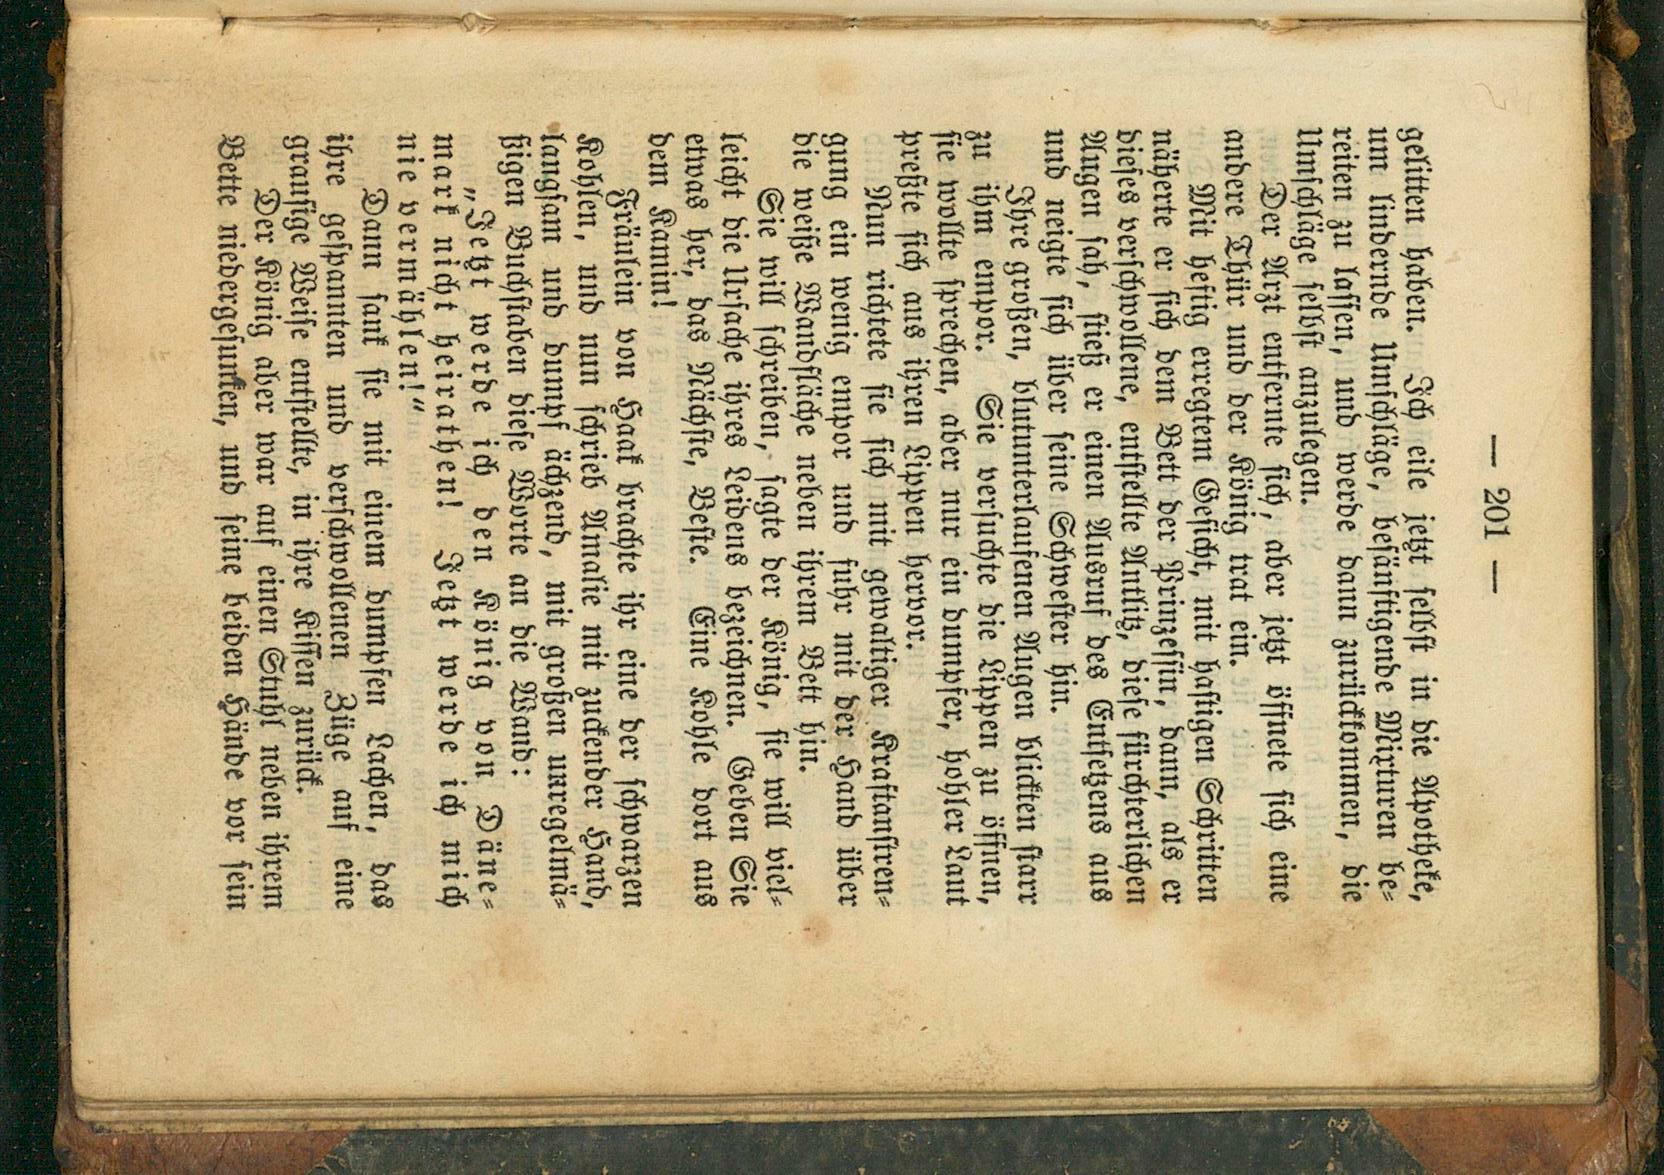 — 201 —
gelitten haben. Ich eile jetzt selbst in die Apotheke,
um lindernde Umschläge, besänftigende Mixturen be-
reiten zu lassen, und werde dann zurückkommen, die
Umschläge selbst anzulegen.
Der Arzt entfernte sich, aber jetzt öffnete sich eine
andere Thür und der König trat ein.
Mit heftig erregtem Gesicht, mit hastigen Schritten
näherte er sich dem Bett der Prinzessin, dann, als er
dieses verschwollene, entstellte Antlitz, diese fürchterlichen
Augen sah, stieß er einen Ausruf des Entsetzens aus
und neigte sich über seine Schwester hin.
Ihre großen, blutunterlaufenen Augen blickten starr
zu ihm empor. Sie versuchte die Lippen zu öffnen,
sie wollte sprechen, aber nur ein dumpfer, hohler Laut
preßte sich aus ihren Lippen hervor.
Nun richtete sie sich mit gewaltiger Kraftanstren-
gung ein wenig empor und fuhr mit der Hand über
die weiße Wandfläche neben ihrem Bett hin.
Sie will schreiben, sagte der König, sie will viel-
leicht die Ursache ihres Leidens bezeichnen. Geben Sie
etwas her, das Nächste, Beste. Eine Kohle dort aus
dem Kamin!
Fräulein von Haak brachte ihr eine der schwarzen
Kohlen, und nun schrieb Amalie mit zuckender Hand,
langsam und dumpf ächzend, mit großen unregelmä-
ßigen Buchstaben diese Worte an die Wand:
„Jetzt werde ich den König von Däne-
mark nicht heirathen! Jetzt werde ich mich
nie vermählen!“
Dann sank sie mit einem dumpfen Lachen, das
ihre gespannten und verschwollenen Züge auf eine
grausige Weise entstellte, in ihre Kissen zurück.
Der König aber war auf einen Stuhl neben ihrem
Bette niedergesunken, und seine beiden Hände vor sein